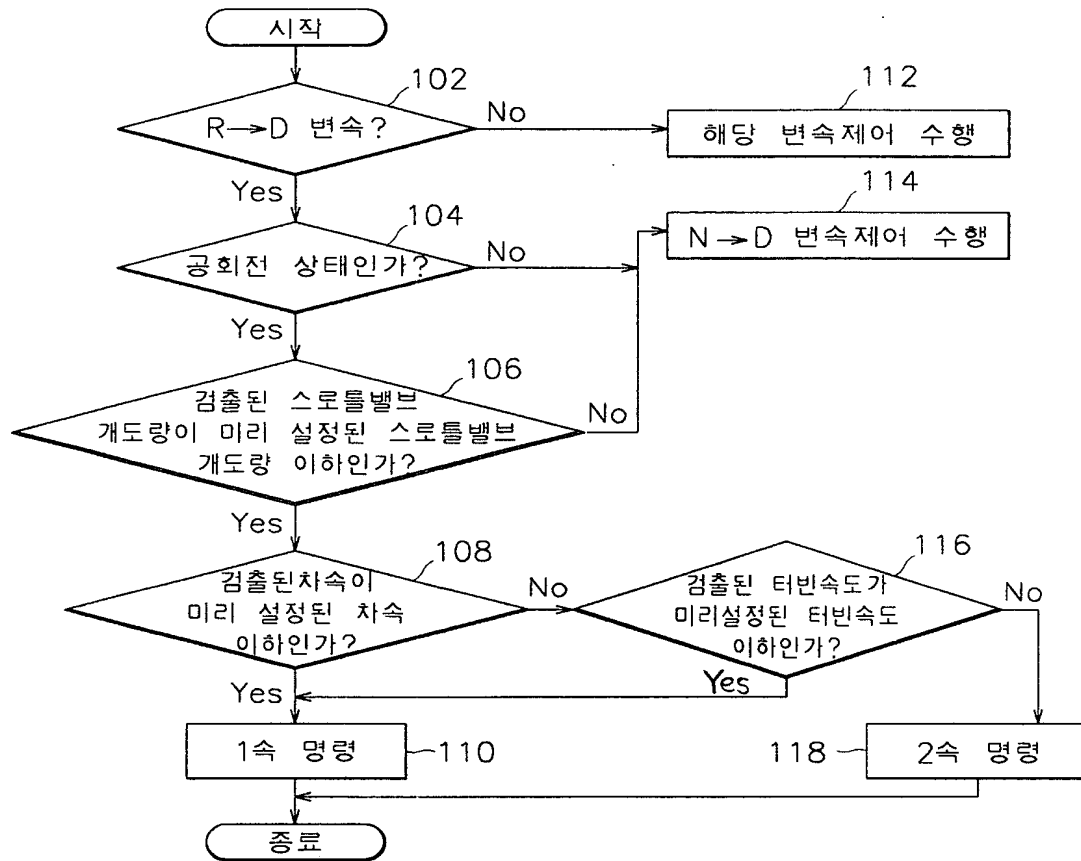 시작
102
R→D 변속?
No
112
해당 변속제어 수행
Yes
104
공회전 상태인가?
No
114
N→D 변속제어 수행
Yes
106
검출된 스로틀밸브
개도량이 미리 설정된 스로틀밸브
개도량 이하인가?
No
Yes
108
검출된차속이
미리 설정된 차속
이하인가?
No
116
검출된 터빈속도가
미리설정된 터빈속도
이하인가?
No
Yes
Yes
1속 명령
110
118
2속 명령
종료